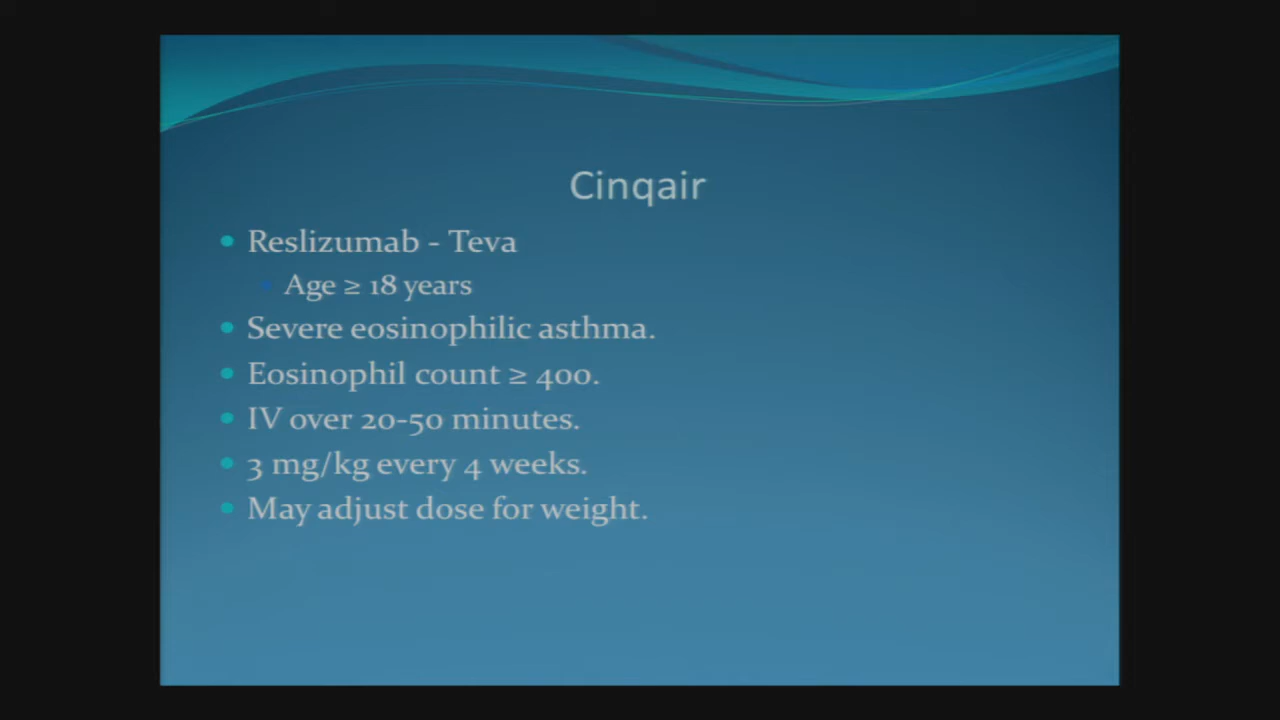 Cinqair
Reslizumab - Teva
Age ≥ 18 years
Severe eosinophilic asthma.
Eosinophil count ≥ 400.
IV over 20-50 minutes.
3 mg/kg every 4 weeks.
May adjust dose for weight.